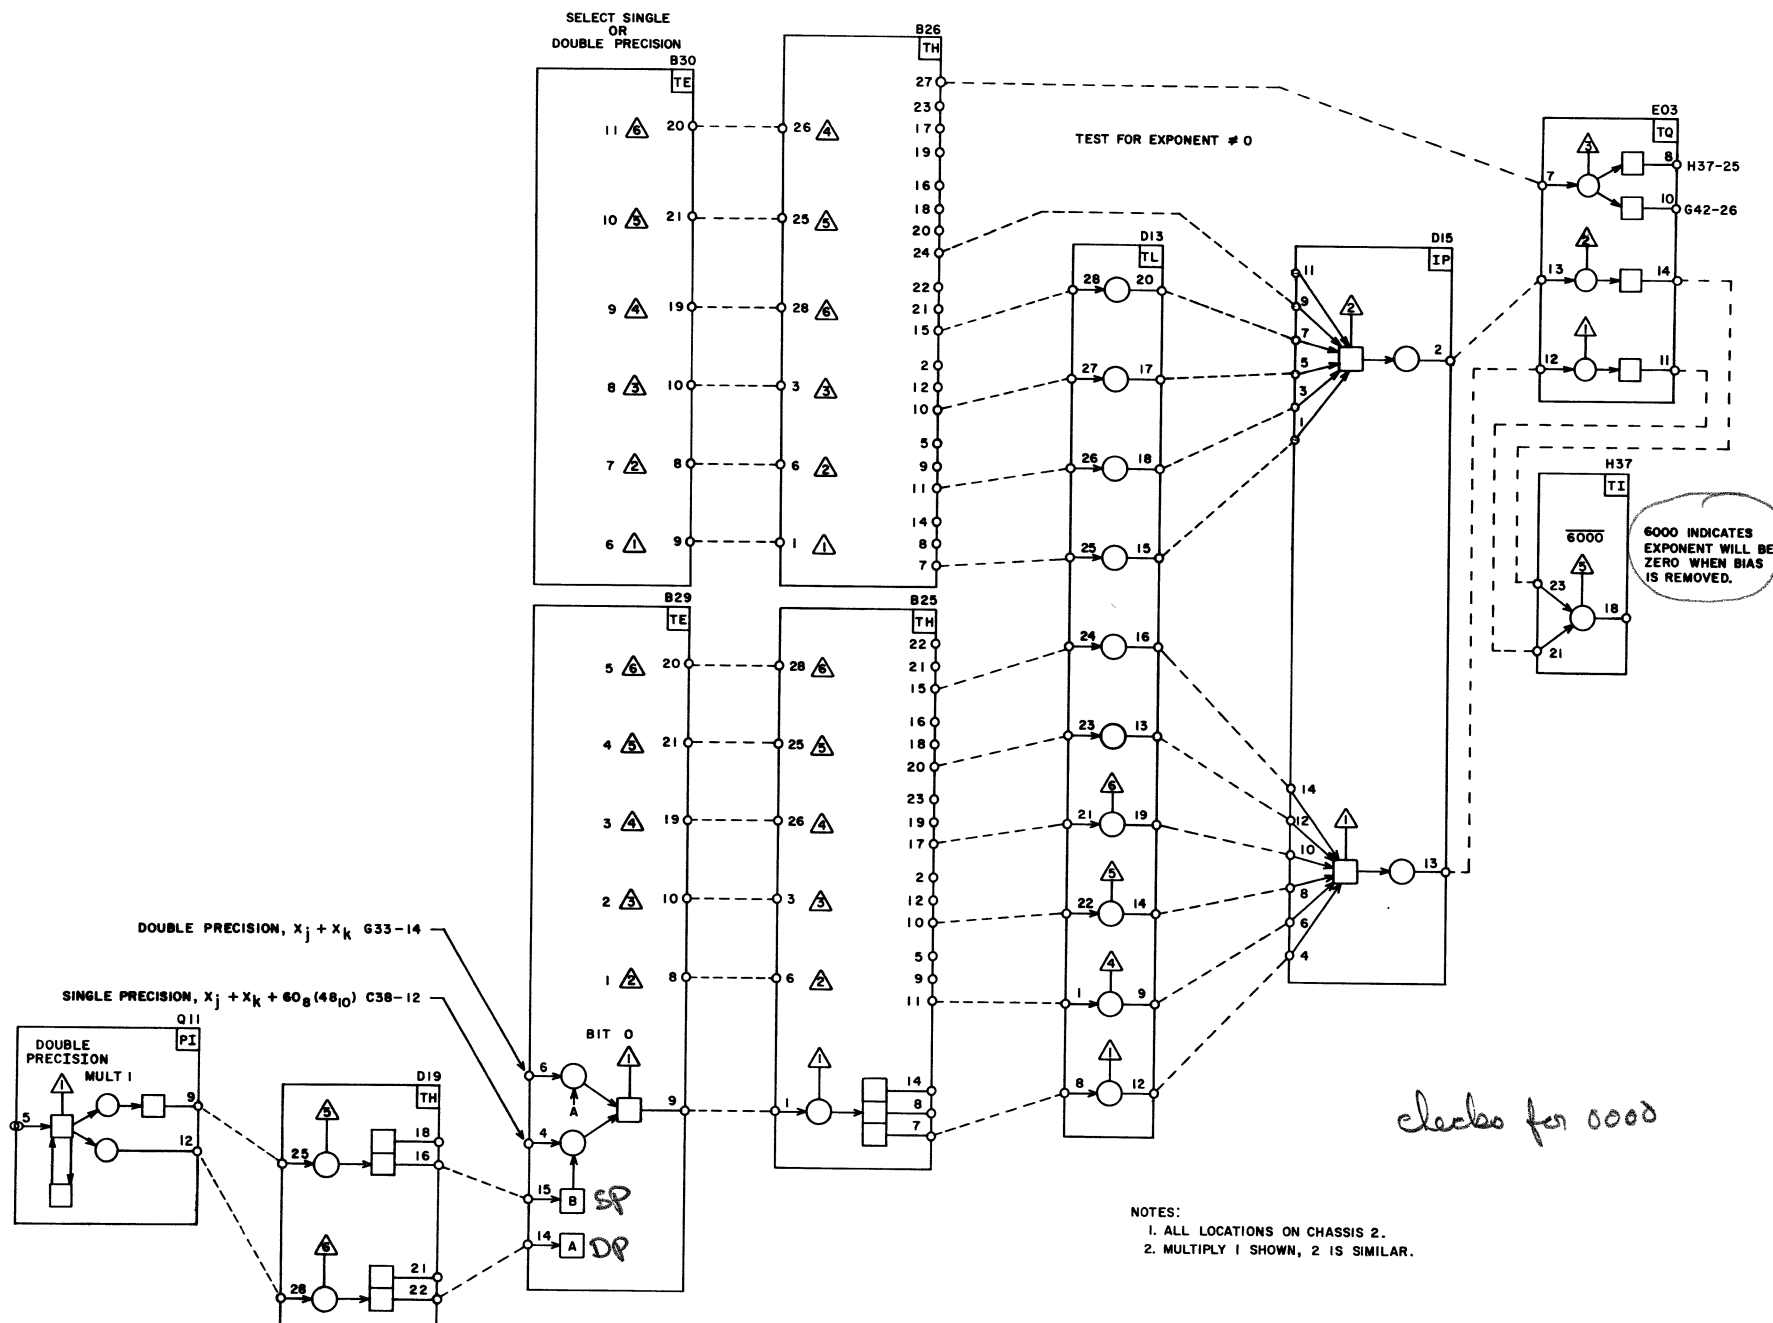 SELECT SINGLE
OR
DOUBLE PRECISION
B30
TE
11 6 20
10 5 21
9 4 19
8 3 10
7 2 8
6 1 9
B26
TH
27
23
17
26 4
19
16
18
25 5
20
24
22
28 6
21
15
2
3 3
12
10
5
6 2
9
11
14
1 1
8
7
TEST FOR EXPONENT ≠ 0
D13
TL
28 20
27 17
26 18
25 15
24 16
23 13
6
21 19
5
22 14
4
1 9
1
8 12
D15
IP
11
9
2
7
5
2
3
1
14
12
1
10
13
8
6
4
E03
TQ
3
8 H37-25
7
10 G42-26
2
13 14
1
12 11
H37
TI
6000
5
23
18
21
6000 INDICATES
EXPONENT WILL BE
ZERO WHEN BIAS
IS REMOVED.
B29
TE
5 6 20
4 5 21
3 4 19
2 3 10
1 2 8
BIT 0
1
6
A
9
4
15 B SP
14 A DP
B25
TH
22
28 6
21
15
16
25 5
18
20
23
26 4
19
17
2
3 3
12
10
5
6 2
9
11
1
14
1
8
7
DOUBLE PRECISION, Xj + Xk G33-14
SINGLE PRECISION, Xj + Xk + 60₈ (48₁₀) C38-12
Q11
PI
DOUBLE
PRECISION
MULT 1
1
9
5
12
D19
TH
5
18
25
16
6
21
28
22
checks for 0000
NOTES:
1. ALL LOCATIONS ON CHASSIS 2.
2. MULTIPLY 1 SHOWN, 2 IS SIMILAR.